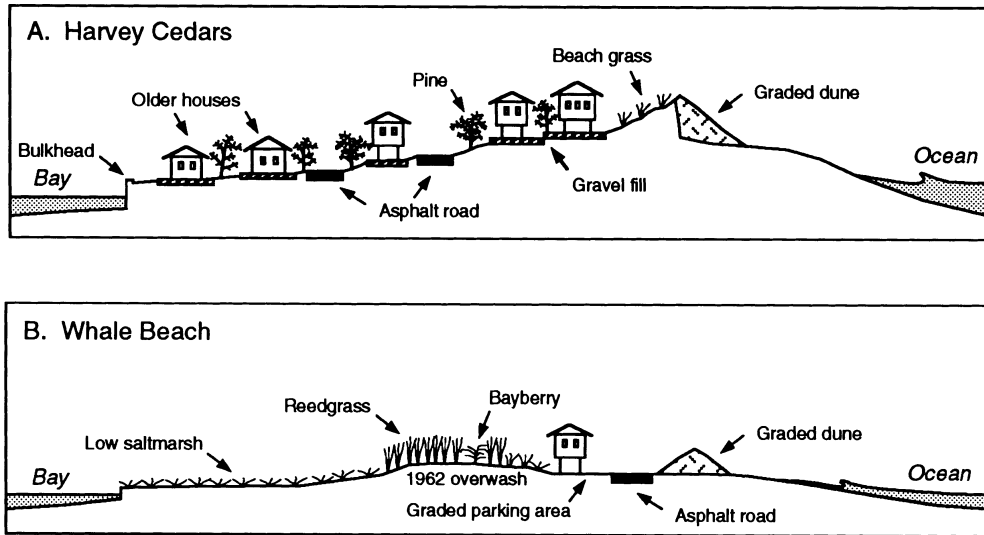 A. Harvey Cedars
Beach grass
Pine
Graded dune
Older houses
Bulkhead
Bay
Ocean
Gravel fill
Asphalt road
B. Whale Beach
Bayberry
Reedgrass
Graded dune
Low saltmarsh
Bay
Ocean
1962 overwash
Graded parking area
Asphalt road